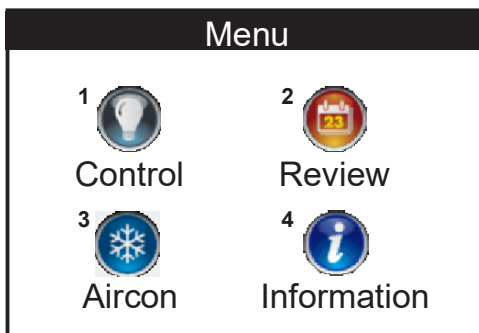 Menu
1 2
23
Control Review
3 4
i
Aircon Information